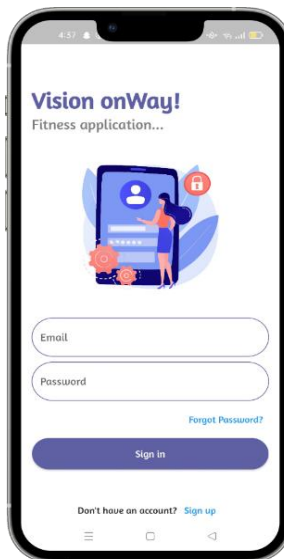 4:37
Vision onWay!
Fitness application...
Email
Password
Forgot Password?
Sign in
Don't have an account? Sign up